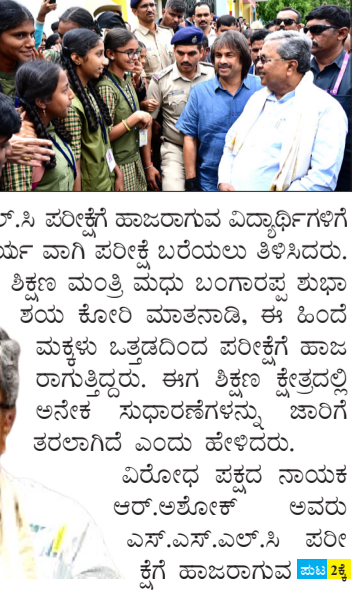 ಲ್.ಸಿ ಪರೀಕ್ಷೆಗೆ ಹಾಜರಾಗುವ ವಿದ್ಯಾರ್ಥಿಗಳಿಗೆ
ರ್ಯ ವಾಗಿ ಪರೀಕ್ಷೆ ಬರೆಯಲು ತಿಳಿಸಿದರು.
ಶಿಕ್ಷಣ ಮಂತ್ರಿ ಮಧು ಬಂಗಾರಪ್ಪ ಶುಭಾ
ಶಯ ಕೋರಿ ಮಾತನಾಡಿ, ಈ ಹಿಂದೆ
ಮಕ್ಕಳು ಒತ್ತಡದಿಂದ ಪರೀಕ್ಷೆಗೆ ಹಾಜ
ರಾಗುತ್ತಿದ್ದರು. ಈಗ ಶಿಕ್ಷಣ ಕ್ಷೇತ್ರದಲ್ಲಿ
ಅನೇಕ ಸುಧಾರಣೆಗಳನ್ನು ಜಾರಿಗೆ
ತರಲಾಗಿದೆ ಎಂದು ಹೇಳಿದರು.
ವಿರೋಧ ಪಕ್ಷದ ನಾಯಕ
ಆರ್.ಅಶೋಕ್ ಅವರು
ಎಸ್.ಎಸ್.ಎಲ್.ಸಿ ಪರೀ
ಕ್ಷೆಗೆ ಹಾಜರಾಗುವ ಪುಟ 2ಕ್ಕೆ